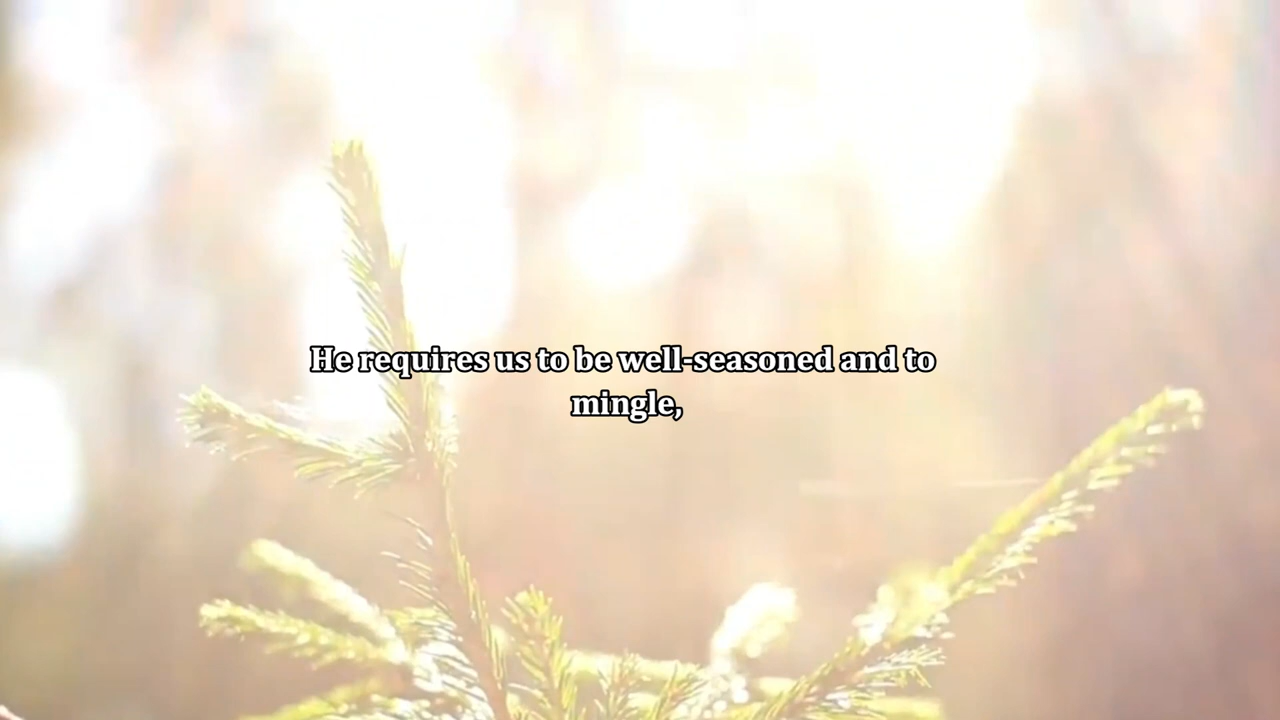 He requires us to be well-seasoned and to
mingle,